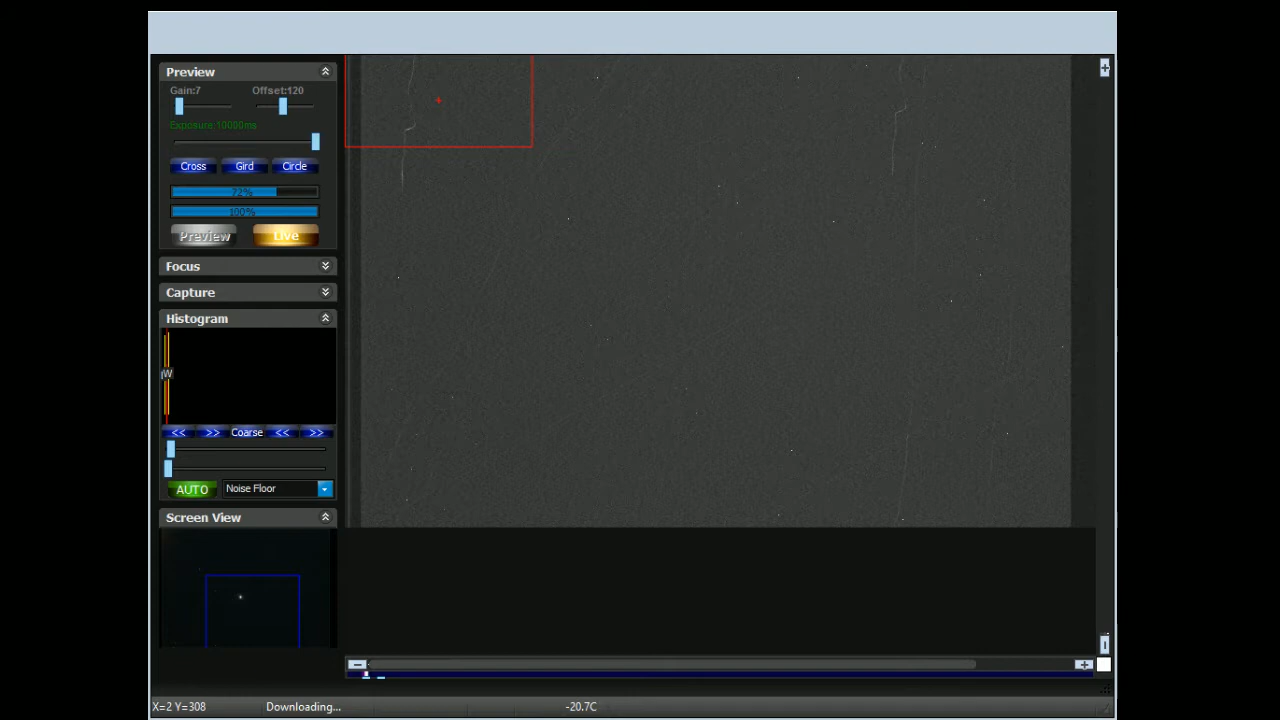 Preview
Gain:7 Offset:120
Exposure:10000ms
Cross Gird Circle
72%
100%
Preview Live
Focus
Capture
Histogram
W
<< >> Coarse << >>
AUTO Noise Floor
Screen View
X=2 Y=308 Downloading... -20.7C